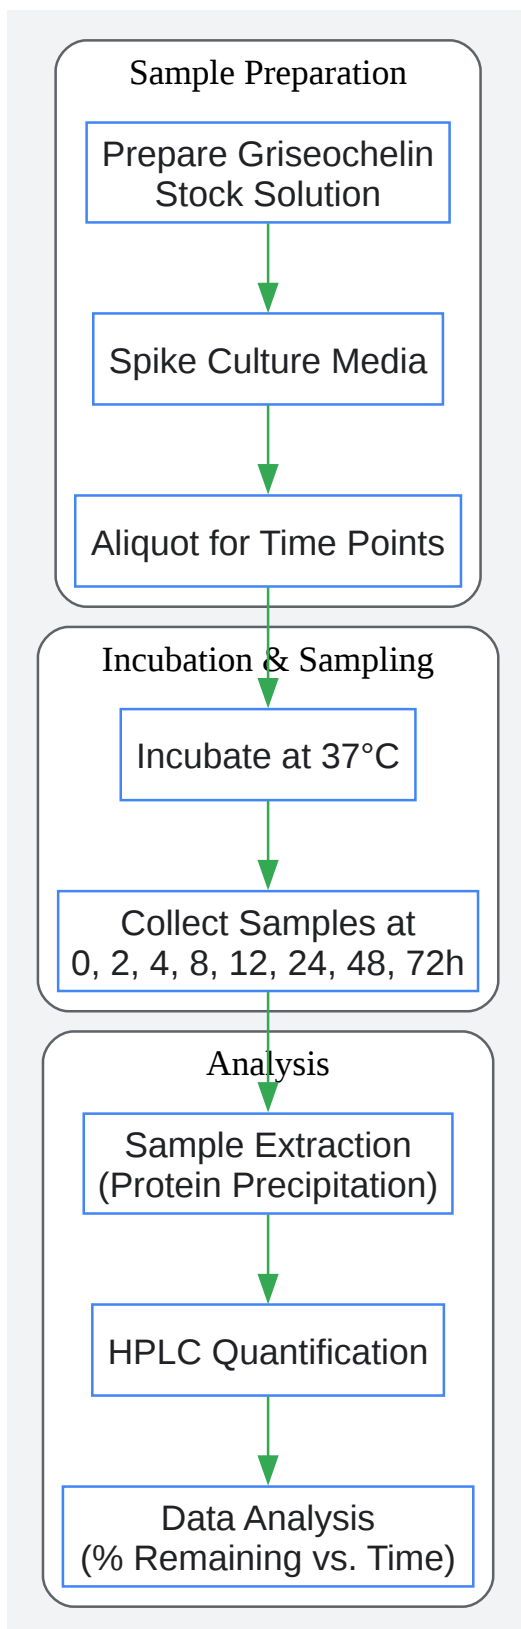 Sample Preparation
Prepare Griseochelin
Stock Solution
Spike Culture Media
Aliquot for Time Points
Incubation & Sampling
Incubate at 37°C
Collect Samples at
0, 2, 4, 8, 12, 24, 48, 72h
Analysis
Sample Extraction
(Protein Precipitation)
HPLC Quantification
Data Analysis
(% Remaining vs. Time)